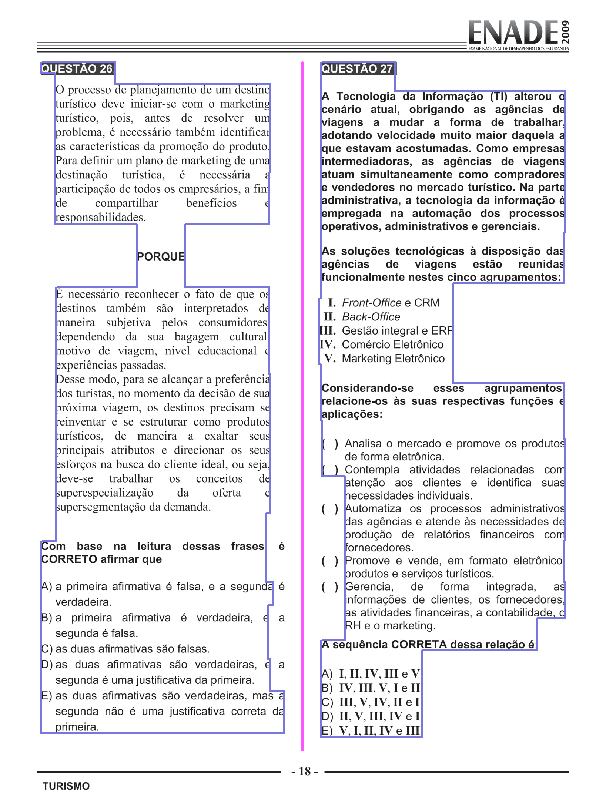 ENADE 2009
EXAME NACIONAL DE DESEMPENHO DOS ESTUDANTES
QUESTÃO 26
O processo de planejamento de um destino
turístico deve iniciar-se com o marketing
turístico, pois, antes de resolver um
problema, é necessário também identificar
as características da promoção do produto.
Para definir um plano de marketing de uma
destinação turística, é necessária a
participação de todos os empresários, a fim
de compartilhar benefícios e
responsabilidades.
PORQUE
É necessário reconhecer o fato de que os
destinos também são interpretados de
maneira subjetiva pelos consumidores,
dependendo da sua bagagem cultural,
motivo de viagem, nível educacional e
experiências passadas.
Desse modo, para se alcançar a preferência
dos turistas, no momento da decisão de sua
próxima viagem, os destinos precisam se
reinventar e se estruturar como produtos
turísticos, de maneira a exaltar seus
principais atributos e direcionar os seus
esforços na busca do cliente ideal, ou seja,
deve-se trabalhar os conceitos de
superespecialização da oferta e
supersegmentação da demanda.
Com base na leitura dessas frases, é
CORRETO afirmar que
A) a primeira afirmativa é falsa, e a segunda é
verdadeira.
B) a primeira afirmativa é verdadeira, e a
segunda é falsa.
C) as duas afirmativas são falsas.
D) as duas afirmativas são verdadeiras, e a
segunda é uma justificativa da primeira.
E) as duas afirmativas são verdadeiras, mas a
segunda não é uma justificativa correta da
primeira.
QUESTÃO 27
A Tecnologia da Informação (TI) alterou o
cenário atual, obrigando as agências de
viagens a mudar a forma de trabalhar,
adotando velocidade muito maior daquela a
que estavam acostumadas. Como empresas
intermediadoras, as agências de viagens
atuam simultaneamente como compradores
e vendedores no mercado turístico. Na parte
administrativa, a tecnologia da informação é
empregada na automação dos processos
operativos, administrativos e gerenciais.
As soluções tecnológicas à disposição das
agências de viagens estão reunidas
funcionalmente nestes cinco agrupamentos:
I. Front-Office e CRM
II. Back-Office
III. Gestão integral e ERP
IV. Comércio Eletrônico
V. Marketing Eletrônico
Considerando-se esses agrupamentos,
relacione-os às suas respectivas funções e
aplicações:
( ) Analisa o mercado e promove os produtos
de forma eletrônica.
( ) Contempla atividades relacionadas com
atenção aos clientes e identifica suas
necessidades individuais.
( ) Automatiza os processos administrativos
das agências e atende às necessidades de
produção de relatórios financeiros com
fornecedores.
( ) Promove e vende, em formato eletrônico,
produtos e serviços turísticos.
( ) Gerencia, de forma integrada, as
informações de clientes, os fornecedores,
as atividades financeiras, a contabilidade, o
RH e o marketing.
A sequência CORRETA dessa relação é
A) I, II, IV, III e V
B) IV, III, V, I e II
C) III, V, IV, II e I
D) II, V, III, IV e I
E) V, I, II, IV e III
- 18 -
TURISMO